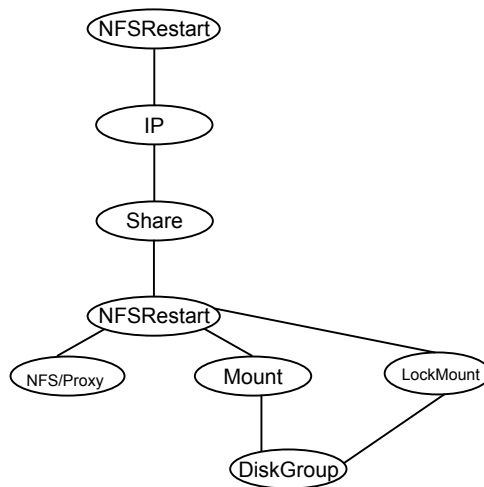 NFSRestart
IP
Share
NFSRestart
NFS/Proxy
Mount
LockMount
DiskGroup